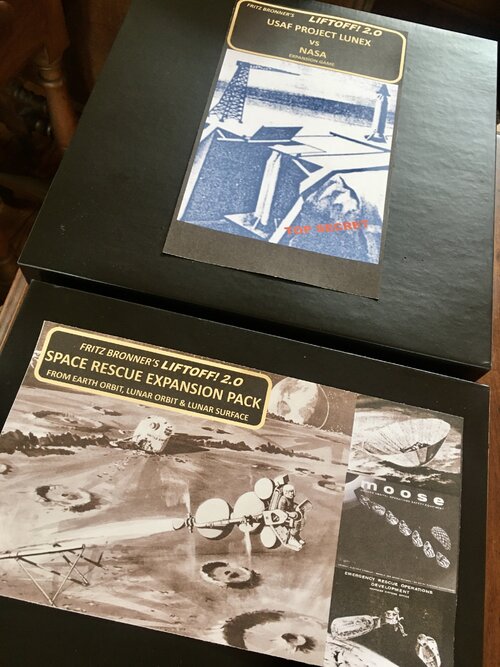 FRITZ BRONNER'S LIFTOFF! 2.0
USAF PROJECT LUNEX
VS
NASA
EXPANSION GAME
TOP SECRET
FRITZ BRONNER'S LIFTOFF! 2.0
SPACE RESCUE EXPANSION PACK
FROM EARTH ORBIT, LUNAR ORBIT & LUNAR SURFACE
moose
EMERGENCY RESCUE OPERATIONS
DEVELOPMENT